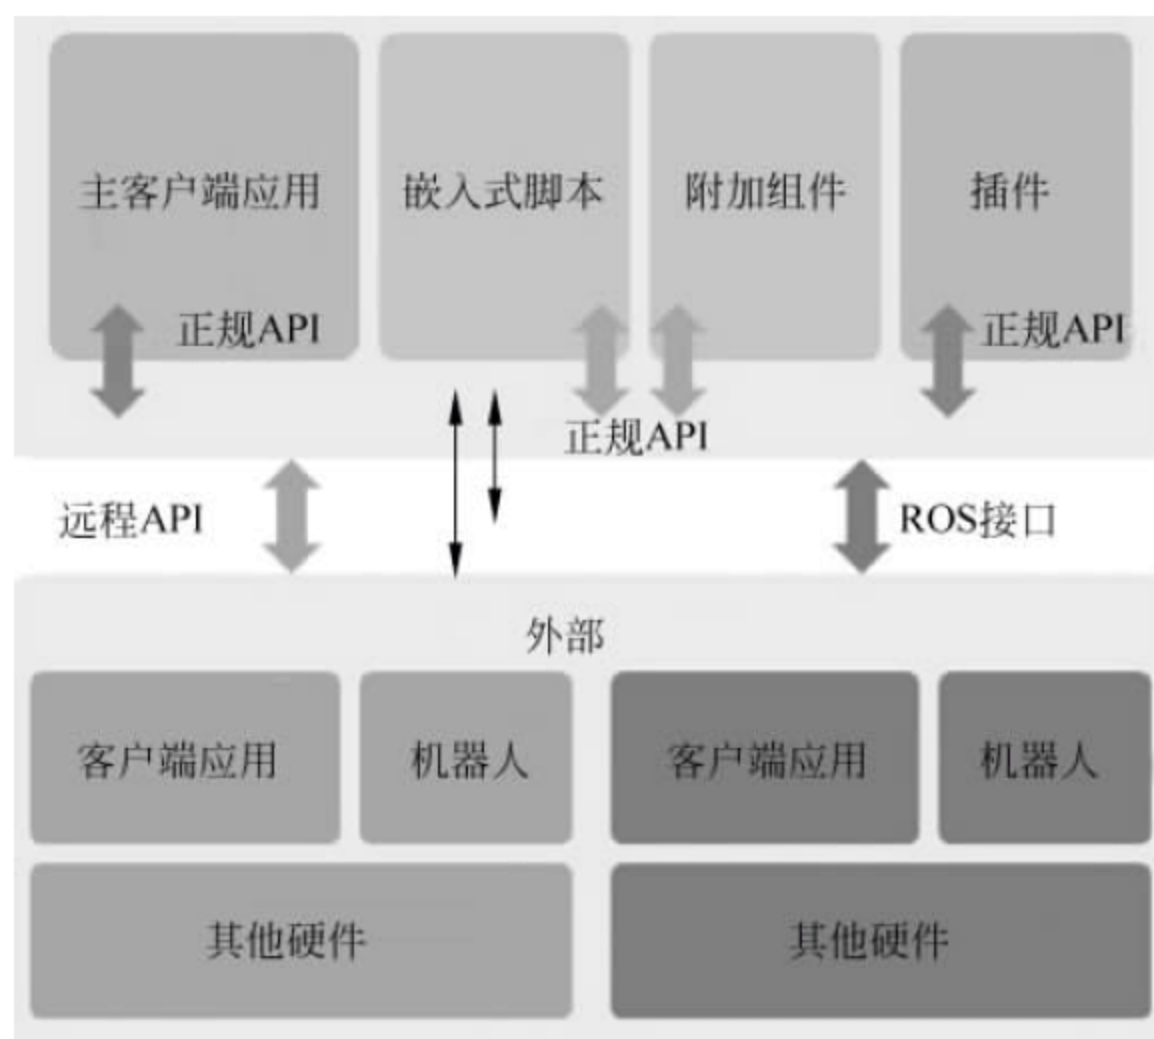 主客户端应用
嵌入式脚本
附加组件
插件
正规API
正规API
正规API
远程API
ROS接口
外部
客户端应用
机器人
客户端应用
机器人
其他硬件
其他硬件